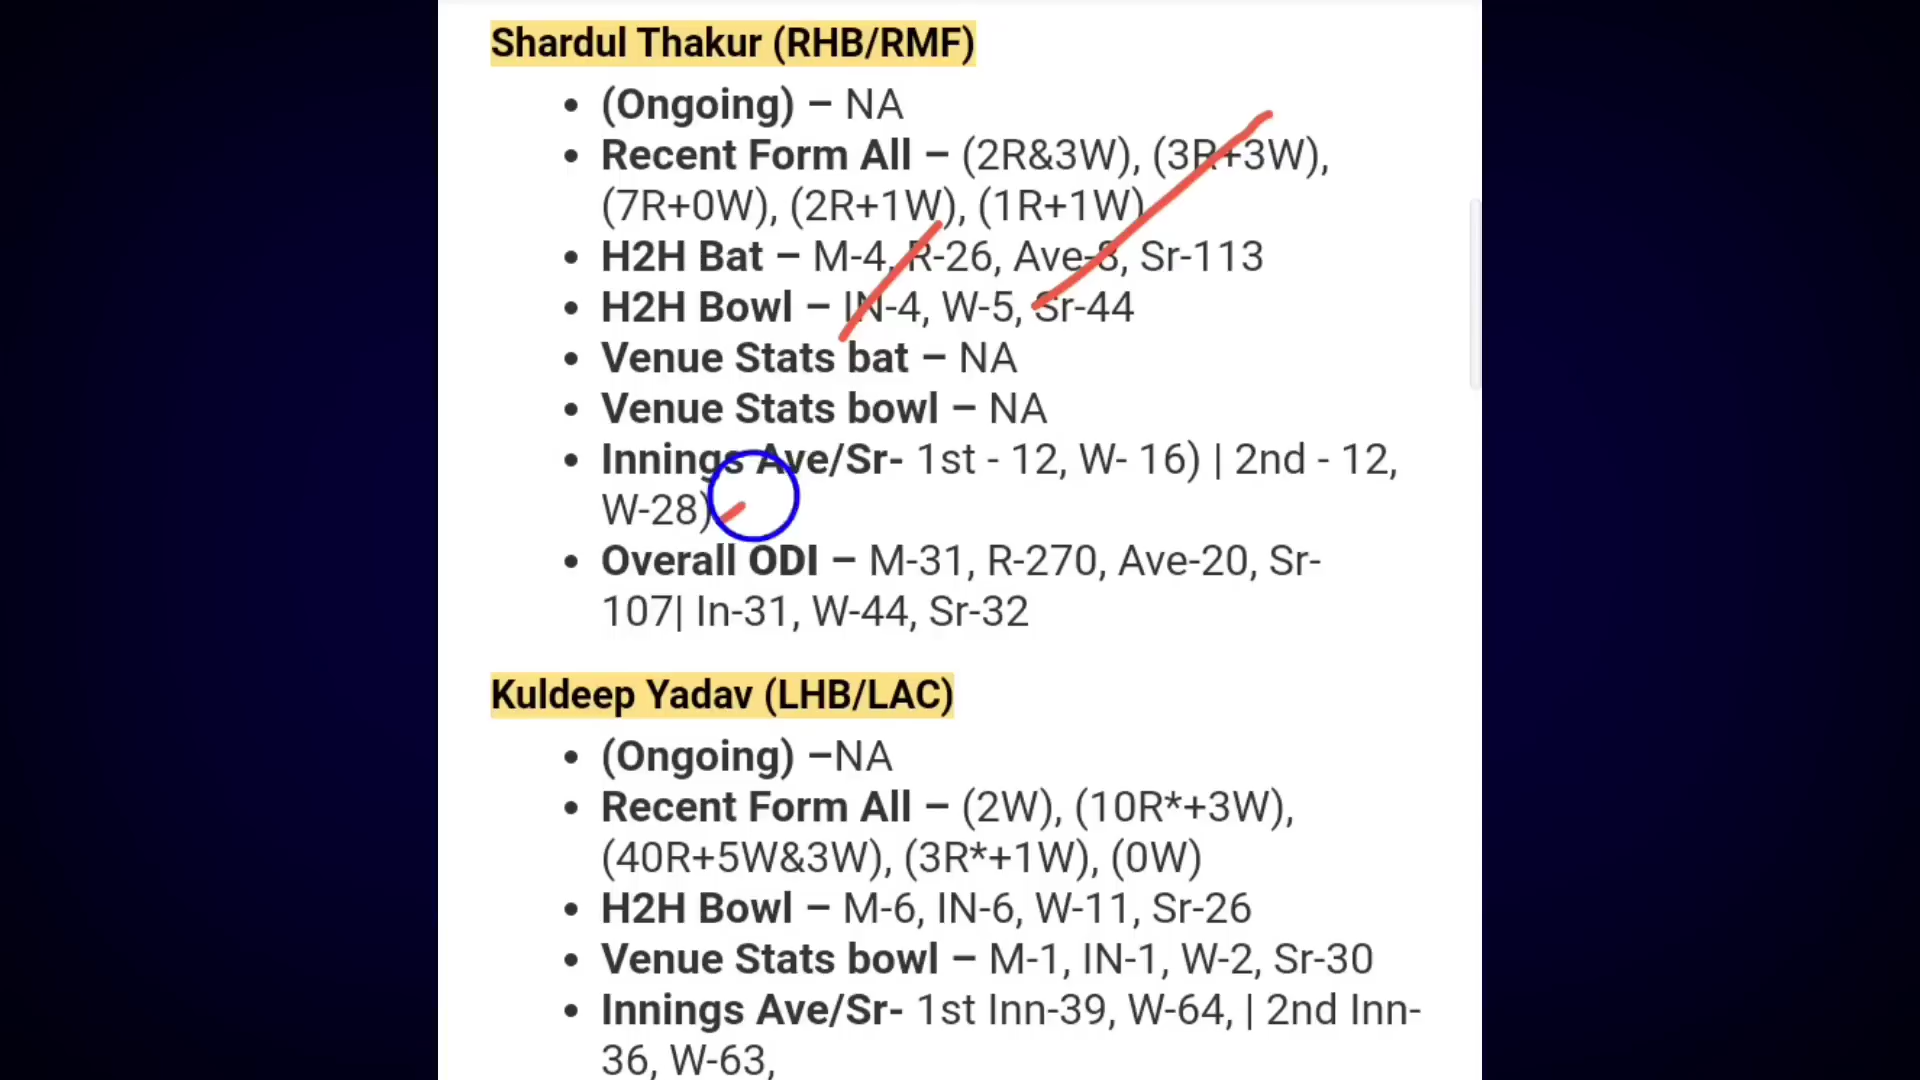 Shardul Thakur (RHB/RMF)
• (Ongoing) – NA
• Recent Form All – (2R&3W), (3R+3W),
(7R+0W), (2R+1W), (1R+1W)
• H2H Bat – M-4, R-26, Ave-8, Sr-113
• H2H Bowl – IN-4, W-5, Sr-44
• Venue Stats bat – NA
• Venue Stats bowl – NA
• Innings Ave/Sr- 1st - 12, W- 16) | 2nd - 12,
W-28)
• Overall ODI – M-31, R-270, Ave-20, Sr-
107| In-31, W-44, Sr-32
Kuldeep Yadav (LHB/LAC)
• (Ongoing) –NA
• Recent Form All – (2W), (10R*+3W),
(40R+5W&3W), (3R*+1W), (0W)
• H2H Bowl – M-6, IN-6, W-11, Sr-26
• Venue Stats bowl – M-1, IN-1, W-2, Sr-30
• Innings Ave/Sr- 1st Inn-39, W-64, | 2nd Inn-
36, W-63,